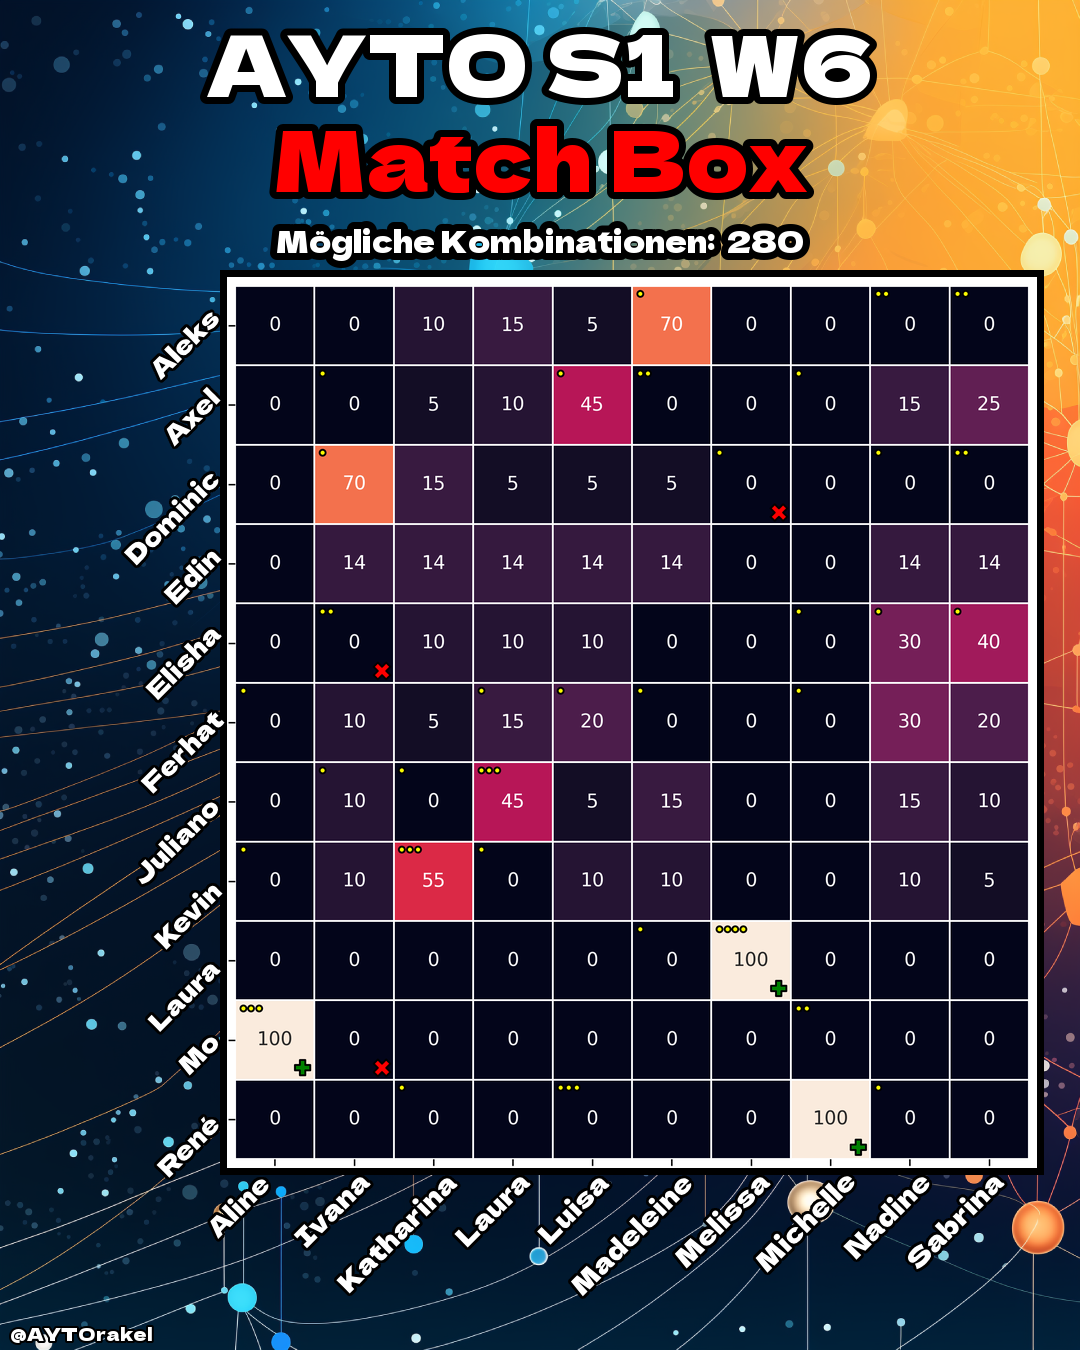 AYTO S1 W6
MatchBox
Mögliche Kombinationen: 280
Aleks 0 0 10 15 5 70 0 0 0 0
Axel 0 0 5 10 45 0 0 0 15 25
Dominic 0 70 15 5 5 5 0 0 0 0
Edin 0 14 14 14 14 14 0 0 14 14
Elisha 0 0 10 10 10 0 0 0 30 40
Ferhat 0 10 5 15 20 0 0 0 30 20
Juliano 0 10 0 45 5 15 0 0 15 10
Kevin 0 10 55 0 10 10 0 0 10 5
Laura 0 0 0 0 0 0 100 0 0 0
Mo 100 0 0 0 0 0 0 0 0 0
René 0 0 0 0 0 0 0 100 0 0
Aline Ivana Katharina Laura Luisa Madeleine Melissa Michelle Nadine Sabrina
@AYTOrakel